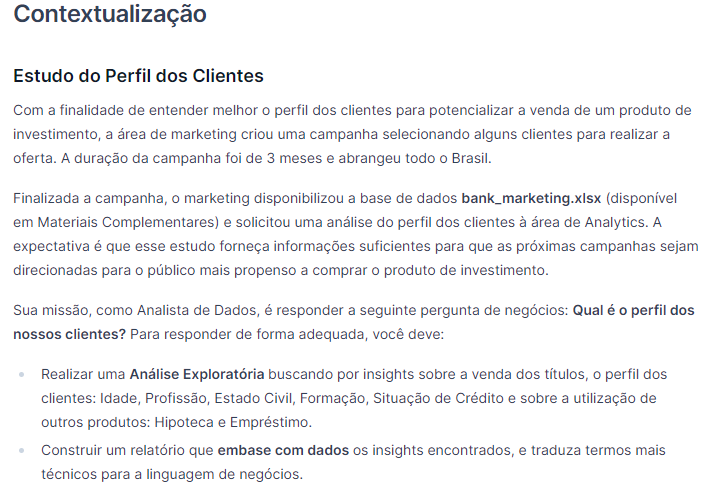 Contextualização
Estudo do Perfil dos Clientes
Com a finalidade de entender melhor o perfil dos clientes para potencializar a venda de um produto de
investimento, a área de marketing criou uma campanha selecionando alguns clientes para realizar a
oferta. A duração da campanha foi de 3 meses e abrangeu todo o Brasil.
Finalizada a campanha, o marketing disponibilizou a base de dados bank_marketing.xlsx (disponível
em Materiais Complementares) e solicitou uma análise do perfil dos clientes à área de Analytics. A
expectativa é que esse estudo forneça informações suficientes para que as próximas campanhas sejam
direcionadas para o público mais propenso a comprar o produto de investimento.
Sua missão, como Analista de Dados, é responder a seguinte pergunta de negócios: Qual é o perfil dos
nossos clientes? Para responder de forma adequada, você deve:
• Realizar uma Análise Exploratória buscando por insights sobre a venda dos títulos, o perfil dos
clientes: Idade, Profissão, Estado Civil, Formação, Situação de Crédito e sobre a utilização de
outros produtos: Hipoteca e Empréstimo.
• Construir um relatório que embase com dados os insights encontrados, e traduza termos mais
técnicos para a linguagem de negócios.